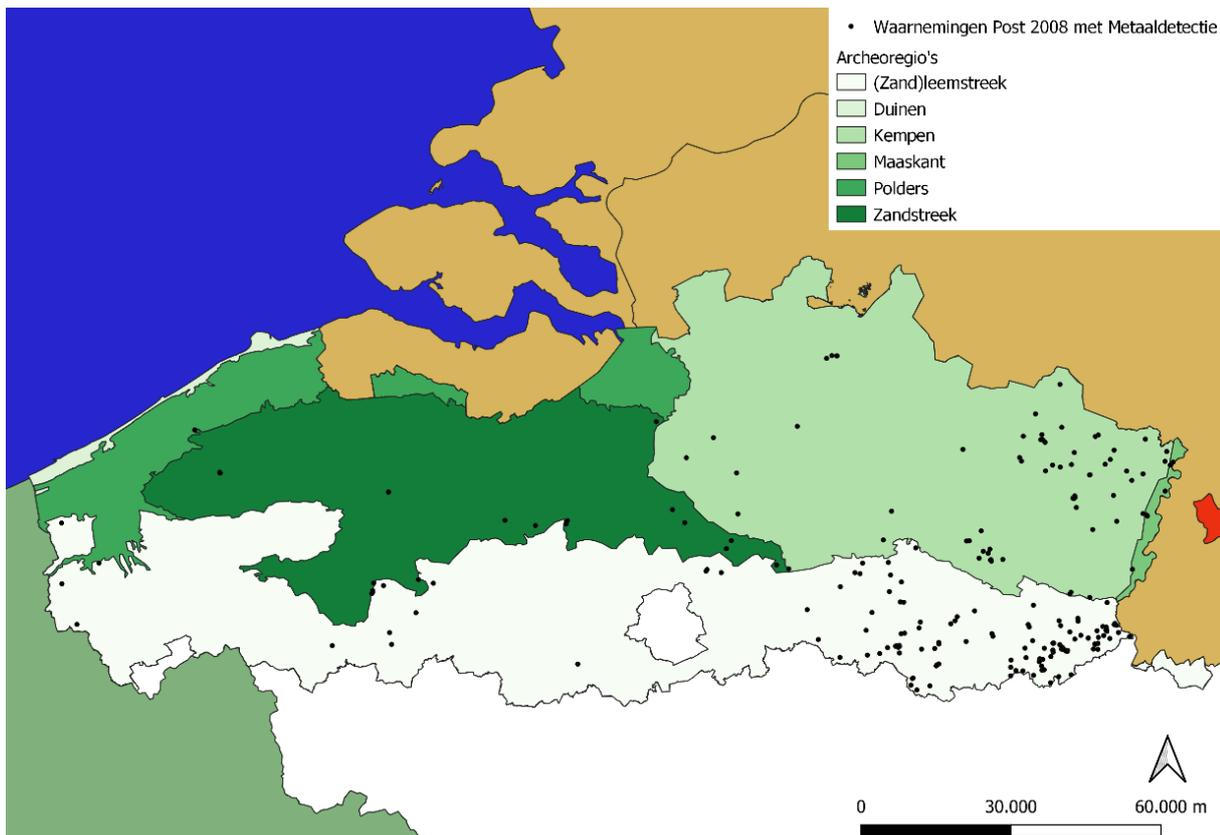 Waarnemingen Post 2008 met Metaaldetectie
Archeoregio's
(Zand)leemstreek
Duinen
Kempen
Maaskant
Polders
Zandstreek
0 30.000 60.000 m